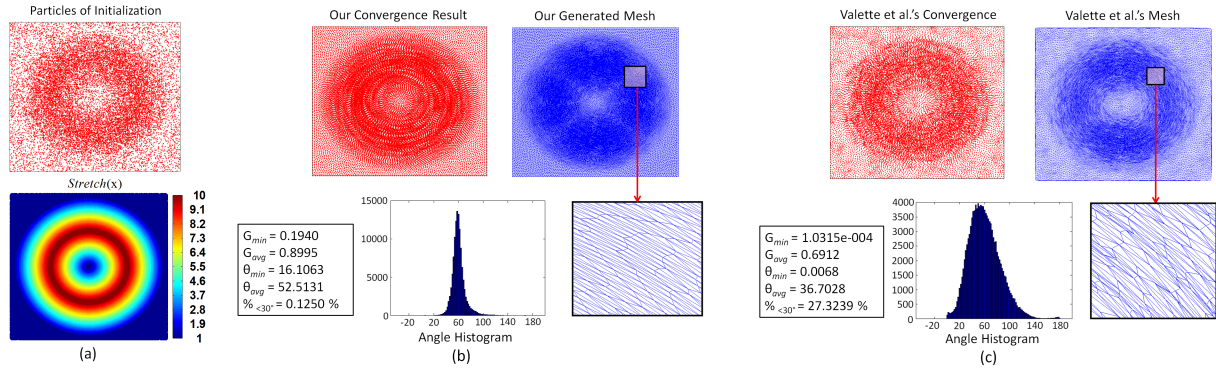 Particles of Initialization
Stretch(x)
10
9.1
8.2
7.3
6.4
5.5
4.6
3.7
2.8
1.9
1
(a)
Our Convergence Result
Our Generated Mesh
G_min = 0.1940
G_avg = 0.8995
θ_min = 16.1063
θ_avg = 52.5131
%_<30° = 0.1250 %
15000
10000
5000
0
-20 20 60 100 140 180
Angle Histogram
(b)
Valette et al.'s Convergence
Valette et al.'s Mesh
G_min = 1.0315e-004
G_avg = 0.6912
θ_min = 0.0068
θ_avg = 36.7028
%_<30° = 27.3239 %
4000
3500
3000
2500
2000
1500
1000
500
0
-20 20 60 100 140 180
Angle Histogram
(c)